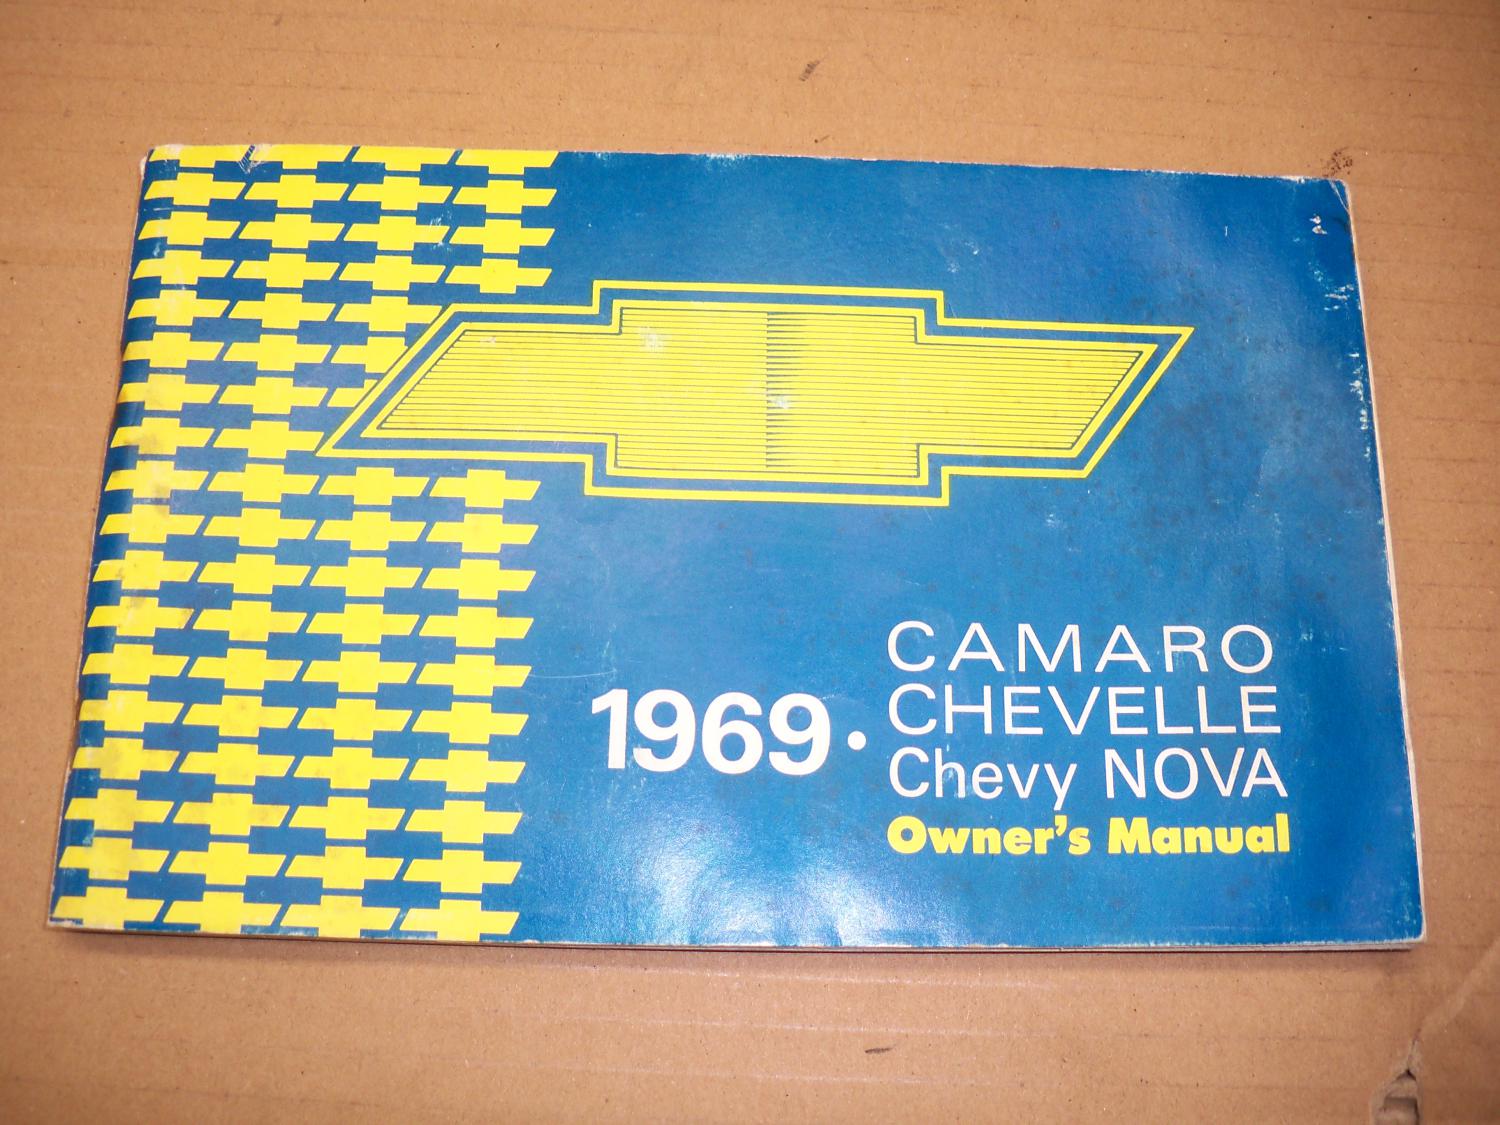 1969 • CAMARO
CHEVELLE
Chevy NOVA
Owner's Manual